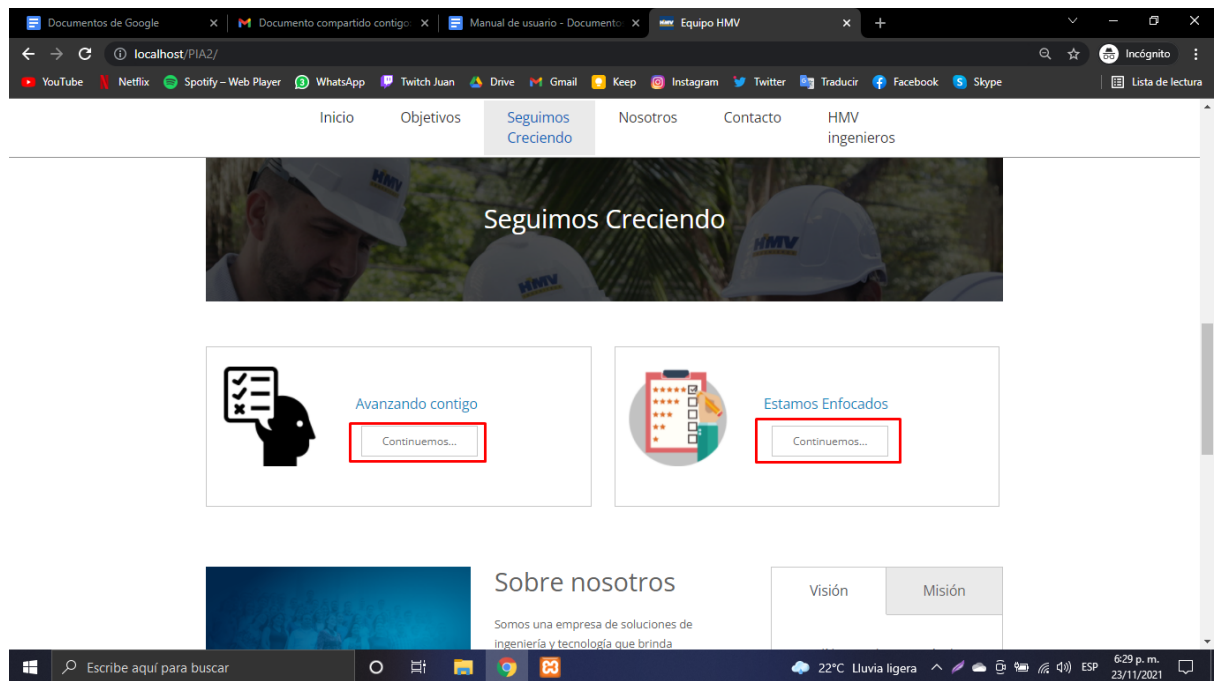 Documentos de Google
Documento compartido contigo:
Manual de usuario - Documento
Equipo HMV
localhost/PIA2/
Incógnito
YouTube
Netflix
Spotify – Web Player
WhatsApp
Twitch Juan
Drive
Gmail
Keep
Instagram
Twitter
Traducir
Facebook
Skype
Lista de lectura
Inicio
Objetivos
Seguimos
Creciendo
Nosotros
Contacto
HMV
ingenieros
HMV
HMV
HMV
Seguimos Creciendo
Avanzando contigo
Continuemos...
Estamos Enfocados
Continuemos...
Sobre nosotros
Somos una empresa de soluciones de
ingeniería y tecnología que brinda
Visión
Misión
Escribe aquí para buscar
22°C Lluvia ligera
ESP
6:29 p. m.
23/11/2021